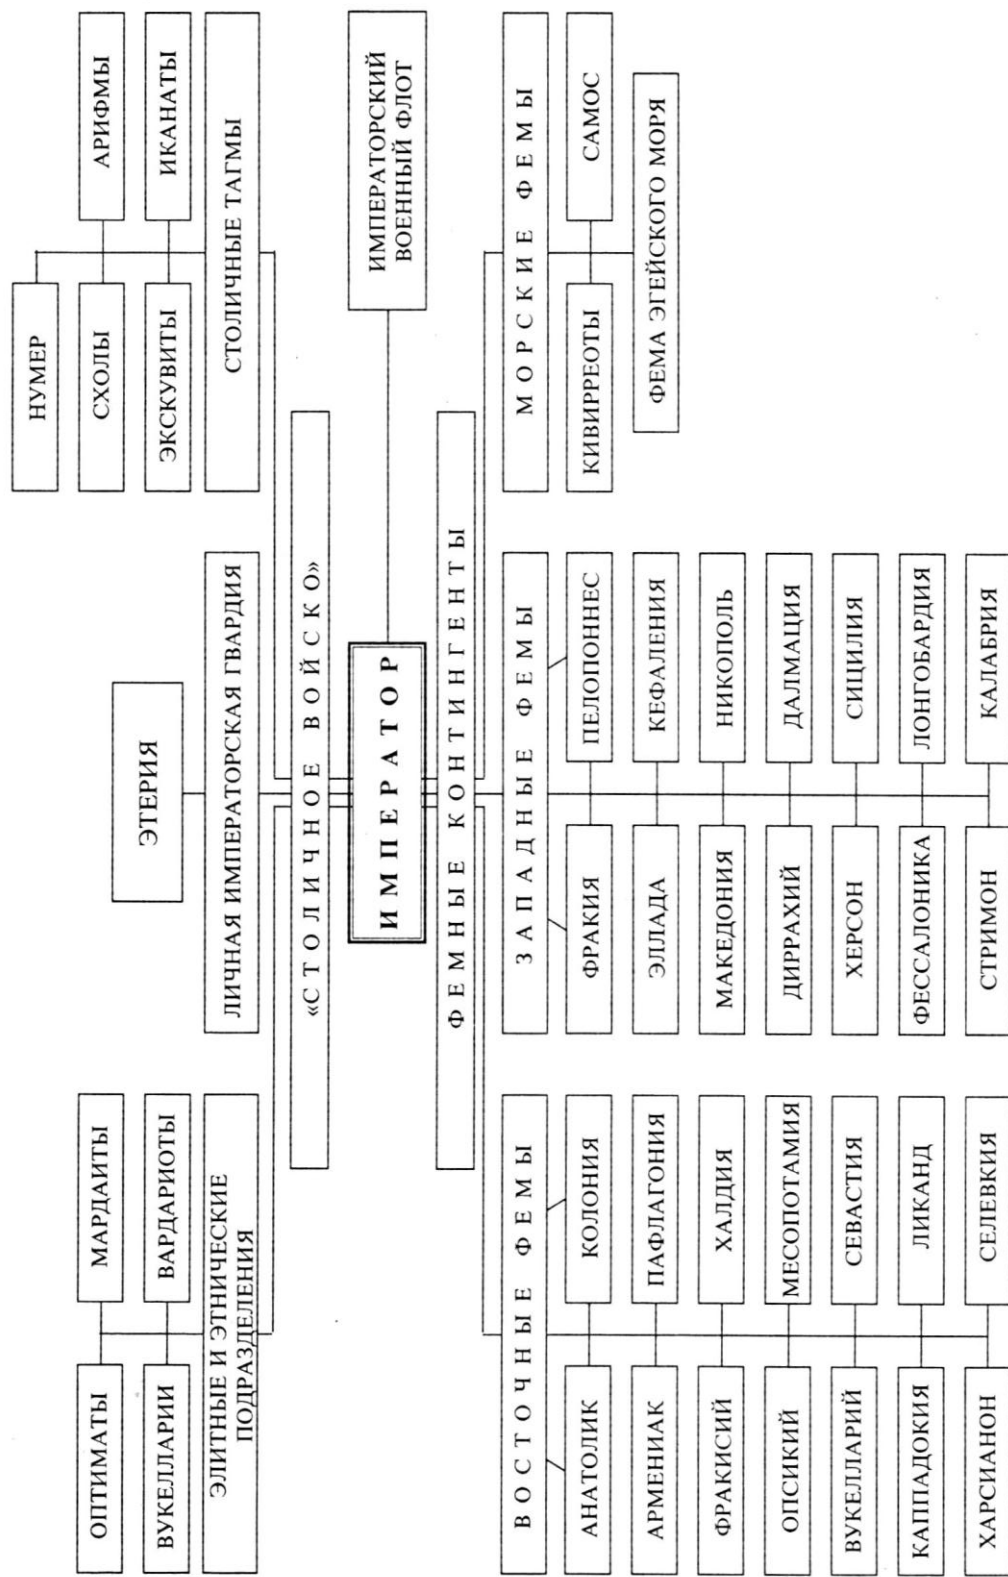 ОПТИМАТЫ
МАРДАИТЫ
ВУКЕЛЛАРИИ
ВАРДАРИОТЫ
ЭЛИТНЫЕ И ЭТНИЧЕСКИЕ
ПОДРАЗДЕЛЕНИЯ
ЭТЕРИЯ
ЛИЧНАЯ ИМПЕРАТОРСКАЯ ГВАРДИЯ
НУМЕР
СХОЛЫ
АРИФМЫ
ЭКСКУВИТЫ
ИКАНАТЫ
СТОЛИЧНЫЕ ТАГМЫ
«СТОЛИЧНОЕ ВОЙСКО»
ИМПЕРАТОР
ИМПЕРАТОРСКИЙ
ВОЕННЫЙ ФЛОТ
ФЕМНЫЕ КОНТИНГЕНТЫ
ВОСТОЧНЫЕ ФЕМЫ
АНАТОЛИК
КОЛОНИЯ
АРМЕНИАК
ПАФЛАГОНИЯ
ФРАКИСИЙ
ХАЛДИЯ
ОПСИКИЙ
МЕСОПОТАМИЯ
ВУКЕЛЛАРИЙ
СЕВАСТИЯ
КАППАДОКИЯ
ЛИКАНД
ХАРСИАНОН
СЕЛЕВКИЯ
ЗАПАДНЫЕ ФЕМЫ
ФРАКИЯ
ПЕЛОПОННЕС
ЭЛЛАДА
КЕФАЛЕНИЯ
МАКЕДОНИЯ
НИКОПОЛЬ
ДИРРАХИЙ
ДАЛМАЦИЯ
ХЕРСОН
СИЦИЛИЯ
ФЕССАЛОНИКА
ЛОНГОБАРДИЯ
СТРИМОН
КАЛАБРИЯ
МОРСКИЕ ФЕМЫ
КИВИРРЕОТЫ
САМОС
ФЕМА ЭГЕЙСКОГО МОРЯ